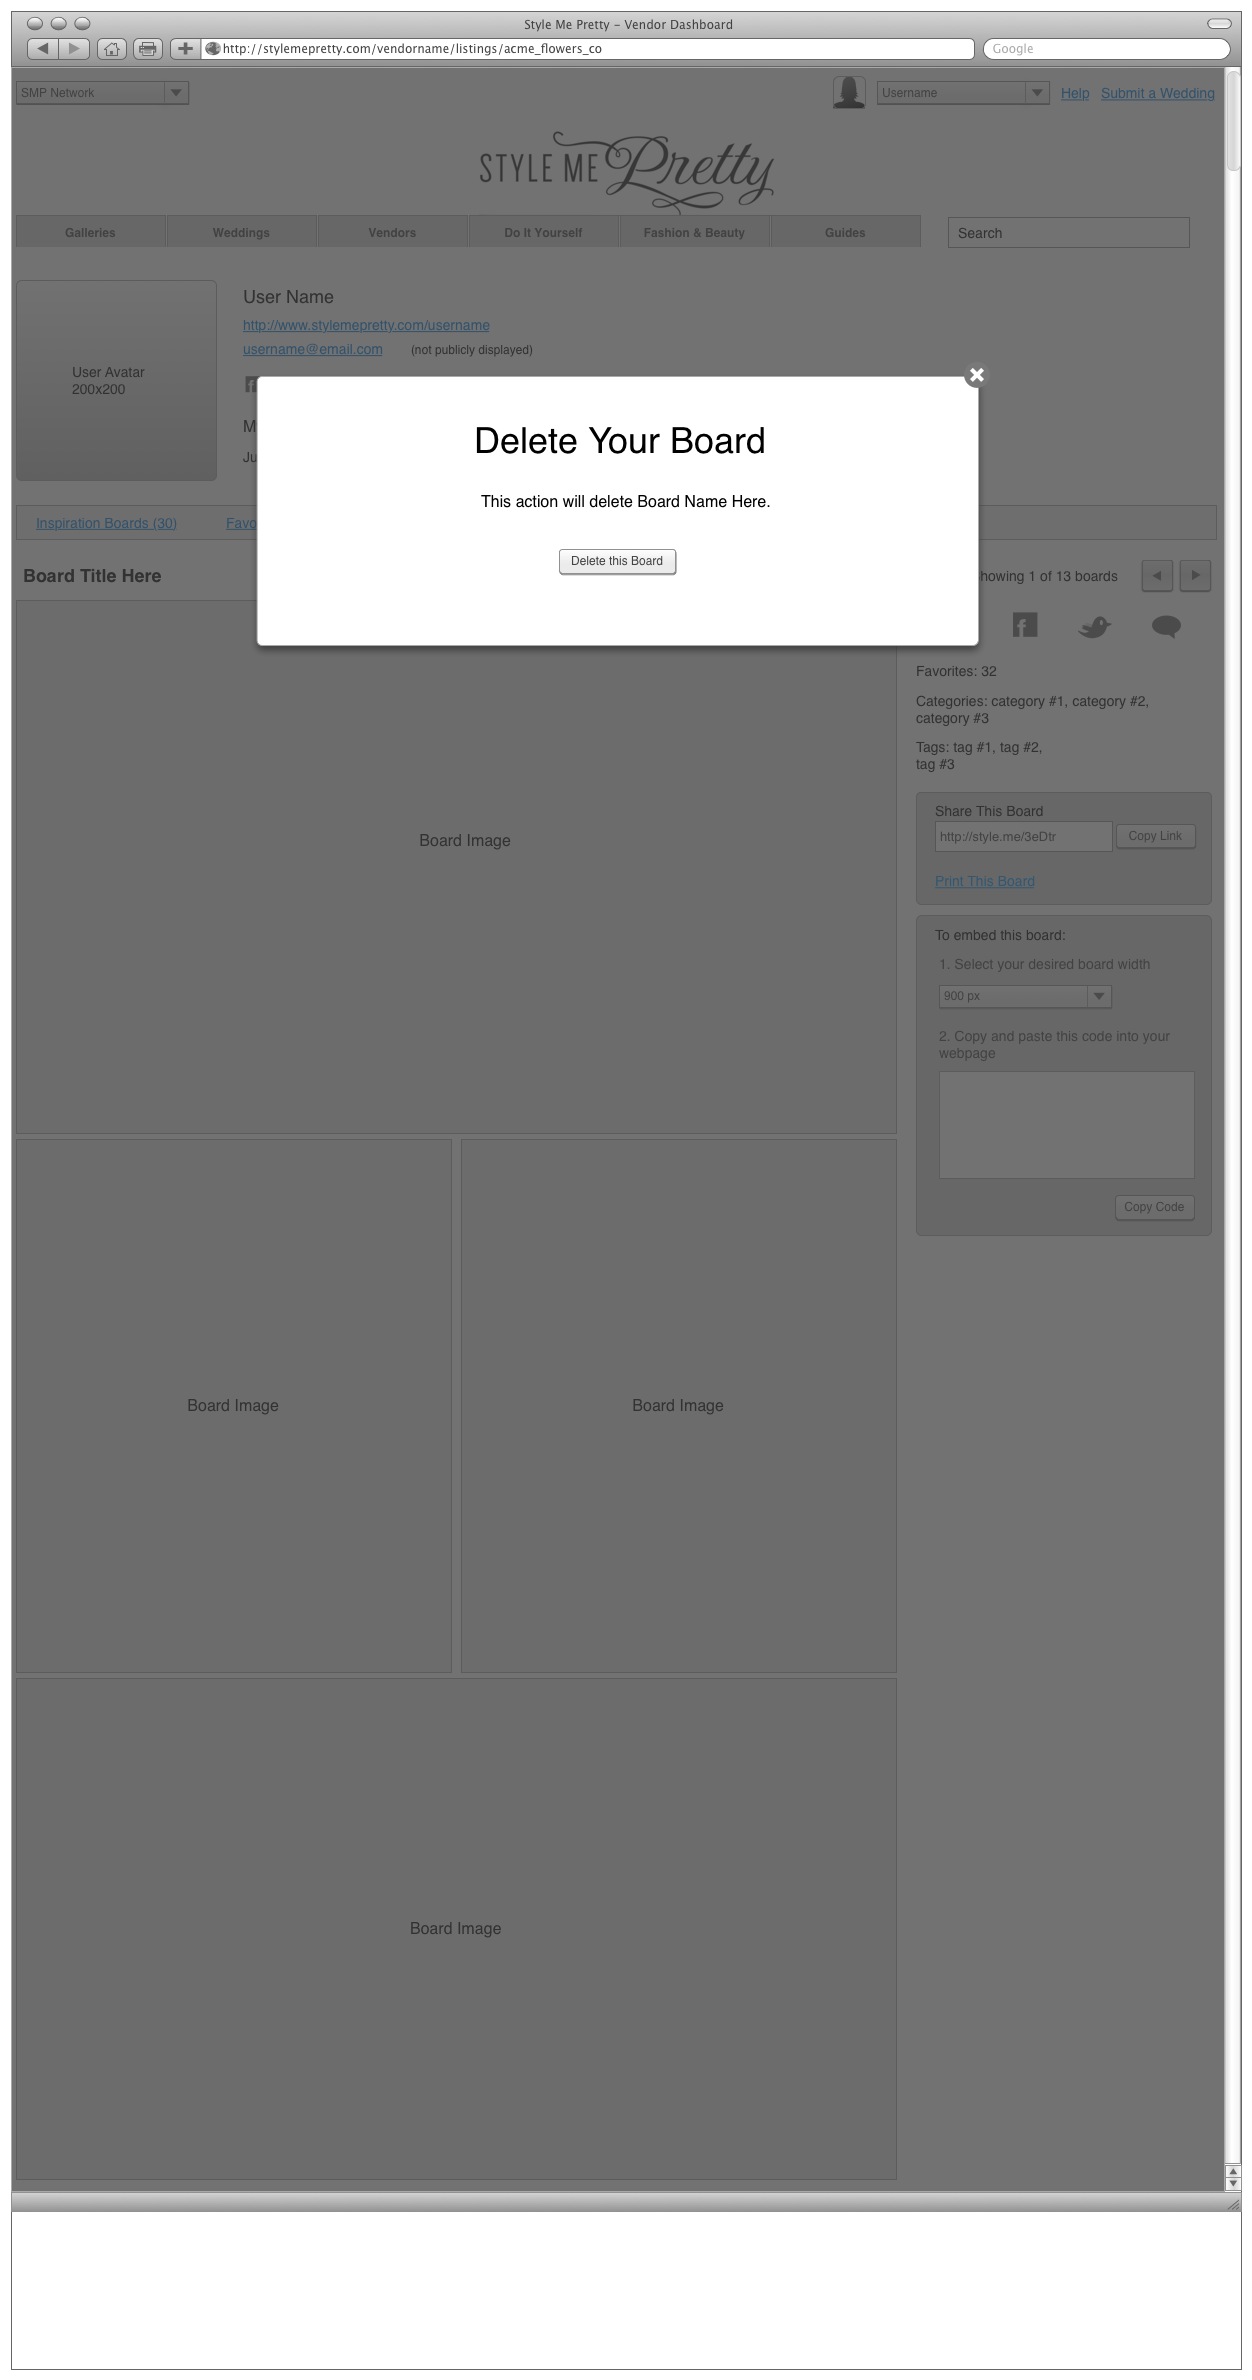 Style Me Pretty – Vendor Dashboard
http://stylemepretty.com/vendorname/listings/acme_flowers_co
Google
SMP Network
Username
Help
Submit a Wedding
STYLE ME Pretty
Galleries
Weddings
Vendors
Do It Yourself
Fashion & Beauty
Guides
Search
User Avatar
200x200
User Name
http://www.stylemepretty.com/username
username@email.com
(not publicly displayed)
Delete Your Board
This action will delete Board Name Here.
Delete this Board
Inspiration Boards (30)
Board Title Here
howing 1 of 13 boards
Favorites: 32
Categories: category #1, category #2,
category #3
Tags: tag #1, tag #2,
tag #3
Share This Board
http://style.me/3eDtr
Copy Link
Print This Board
To embed this board:
1. Select your desired board width
900 px
2. Copy and paste this code into your
webpage
Copy Code
Board Image
Board Image
Board Image
Board Image